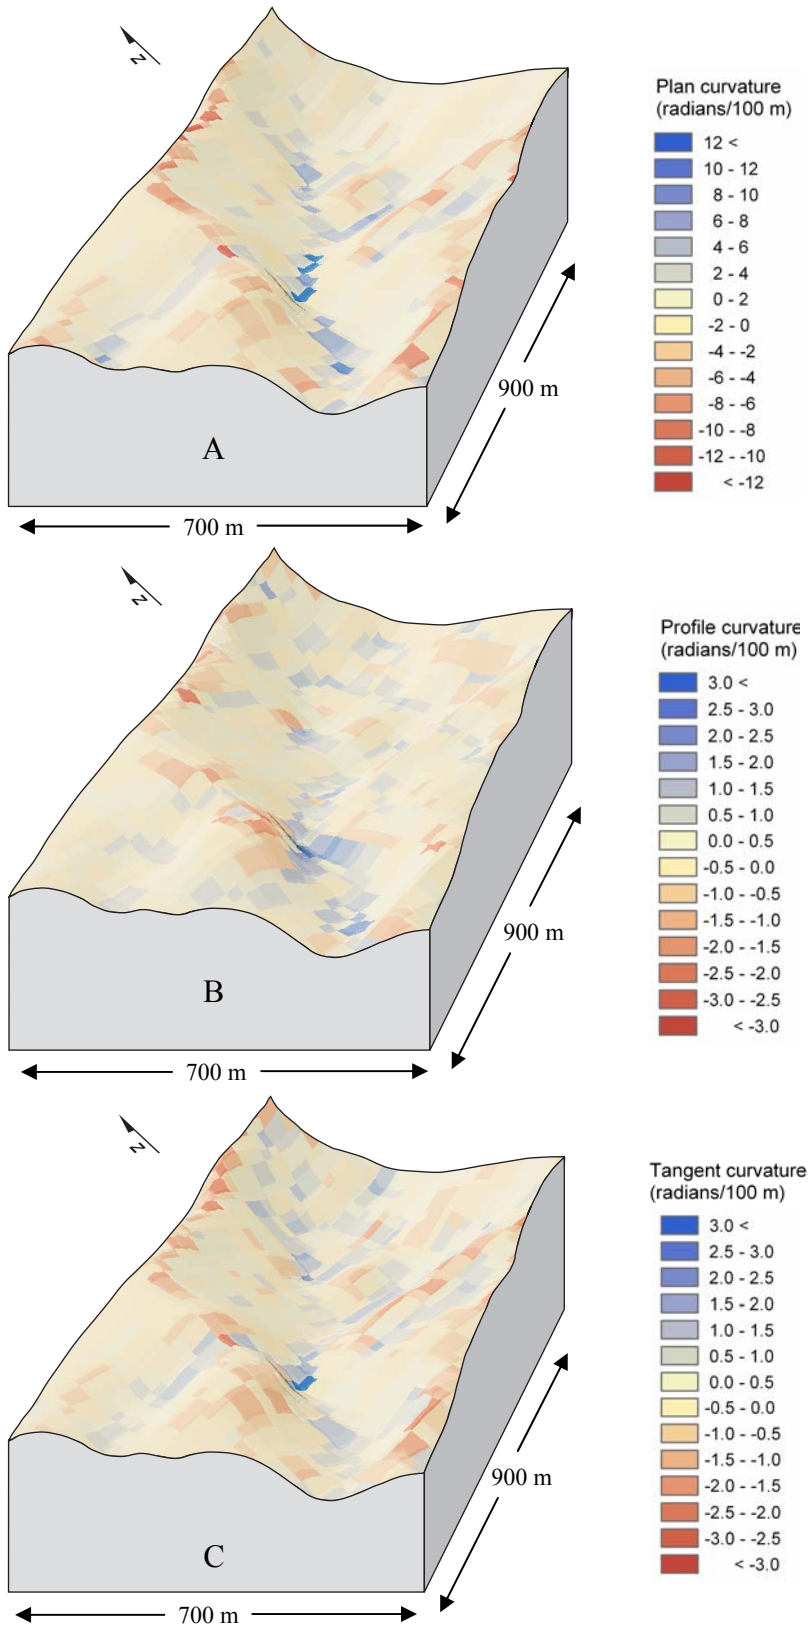 N
Plan curvature
(radians/100 m)
12 <
10 - 12
8 - 10
6 - 8
4 - 6
2 - 4
0 - 2
-2 - 0
-4 - -2
-6 - -4
-8 - -6
-10 - -8
-12 - -10
< -12
900 m
A
700 m
N
Profile curvature
(radians/100 m)
3.0 <
2.5 - 3.0
2.0 - 2.5
1.5 - 2.0
1.0 - 1.5
0.5 - 1.0
0.0 - 0.5
-0.5 - 0.0
-1.0 - -0.5
-1.5 - -1.0
-2.0 - -1.5
-2.5 - -2.0
-3.0 - -2.5
< -3.0
900 m
B
700 m
N
Tangent curvature
(radians/100 m)
3.0 <
2.5 - 3.0
2.0 - 2.5
1.5 - 2.0
1.0 - 1.5
0.5 - 1.0
0.0 - 0.5
-0.5 - 0.0
-1.0 - -0.5
-1.5 - -1.0
-2.0 - -1.5
-2.5 - -2.0
-3.0 - -2.5
< -3.0
900 m
C
700 m